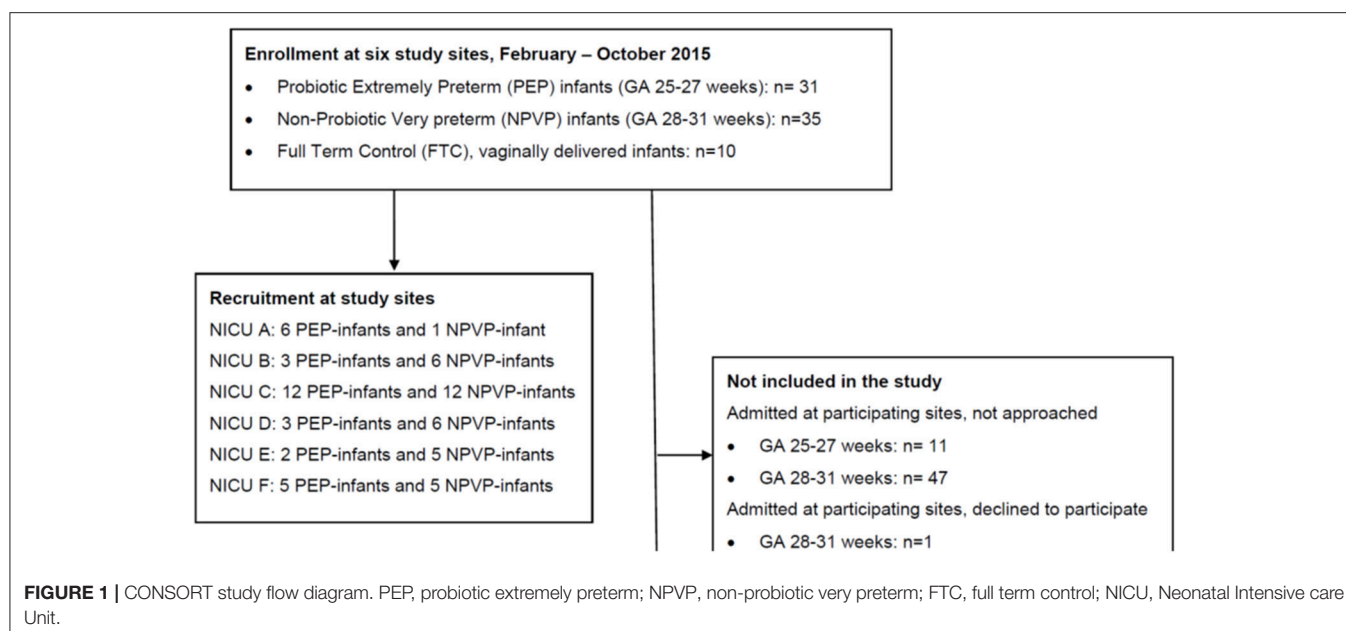 Enrollment at six study sites, February – October 2015
• Probiotic Extremely Preterm (PEP) infants (GA 25-27 weeks): n= 31
• Non-Probiotic Very preterm (NPVP) infants (GA 28-31 weeks): n=35
• Full Term Control (FTC), vaginally delivered infants: n=10
Recruitment at study sites
NICU A: 6 PEP-infants and 1 NPVP-infant
NICU B: 3 PEP-infants and 6 NPVP-infants
NICU C: 12 PEP-infants and 12 NPVP-infants
NICU D: 3 PEP-infants and 6 NPVP-infants
NICU E: 2 PEP-infants and 5 NPVP-infants
NICU F: 5 PEP-infants and 5 NPVP-infants
Not included in the study
Admitted at participating sites, not approached
• GA 25-27 weeks: n= 11
• GA 28-31 weeks: n= 47
Admitted at participating sites, declined to participate
• GA 28-31 weeks: n=1
FIGURE 1 | CONSORT study flow diagram. PEP, probiotic extremely preterm; NPVP, non-probiotic very preterm; FTC, full term control; NICU, Neonatal Intensive care
Unit.